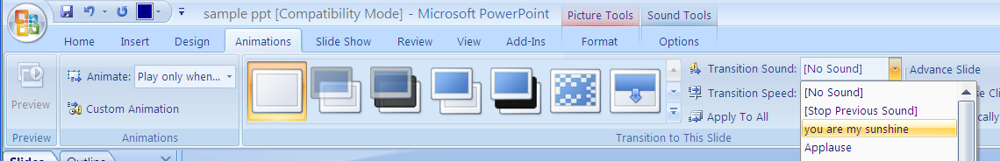 sample ppt [Compatibility Mode] - Microsoft PowerPoint
Picture Tools
Sound Tools
Home
Insert
Design
Animations
Slide Show
Review
View
Add-Ins
Format
Options
Preview
Animate:
Play only when...
Custom Animation
Transition Sound:
[No Sound]
Advance Slide
Transition Speed:
Apply To All
[No Sound]
[Stop Previous Sound]
you are my sunshine
Applause
Preview
Animations
Transition to This Slide
Slides
Outline